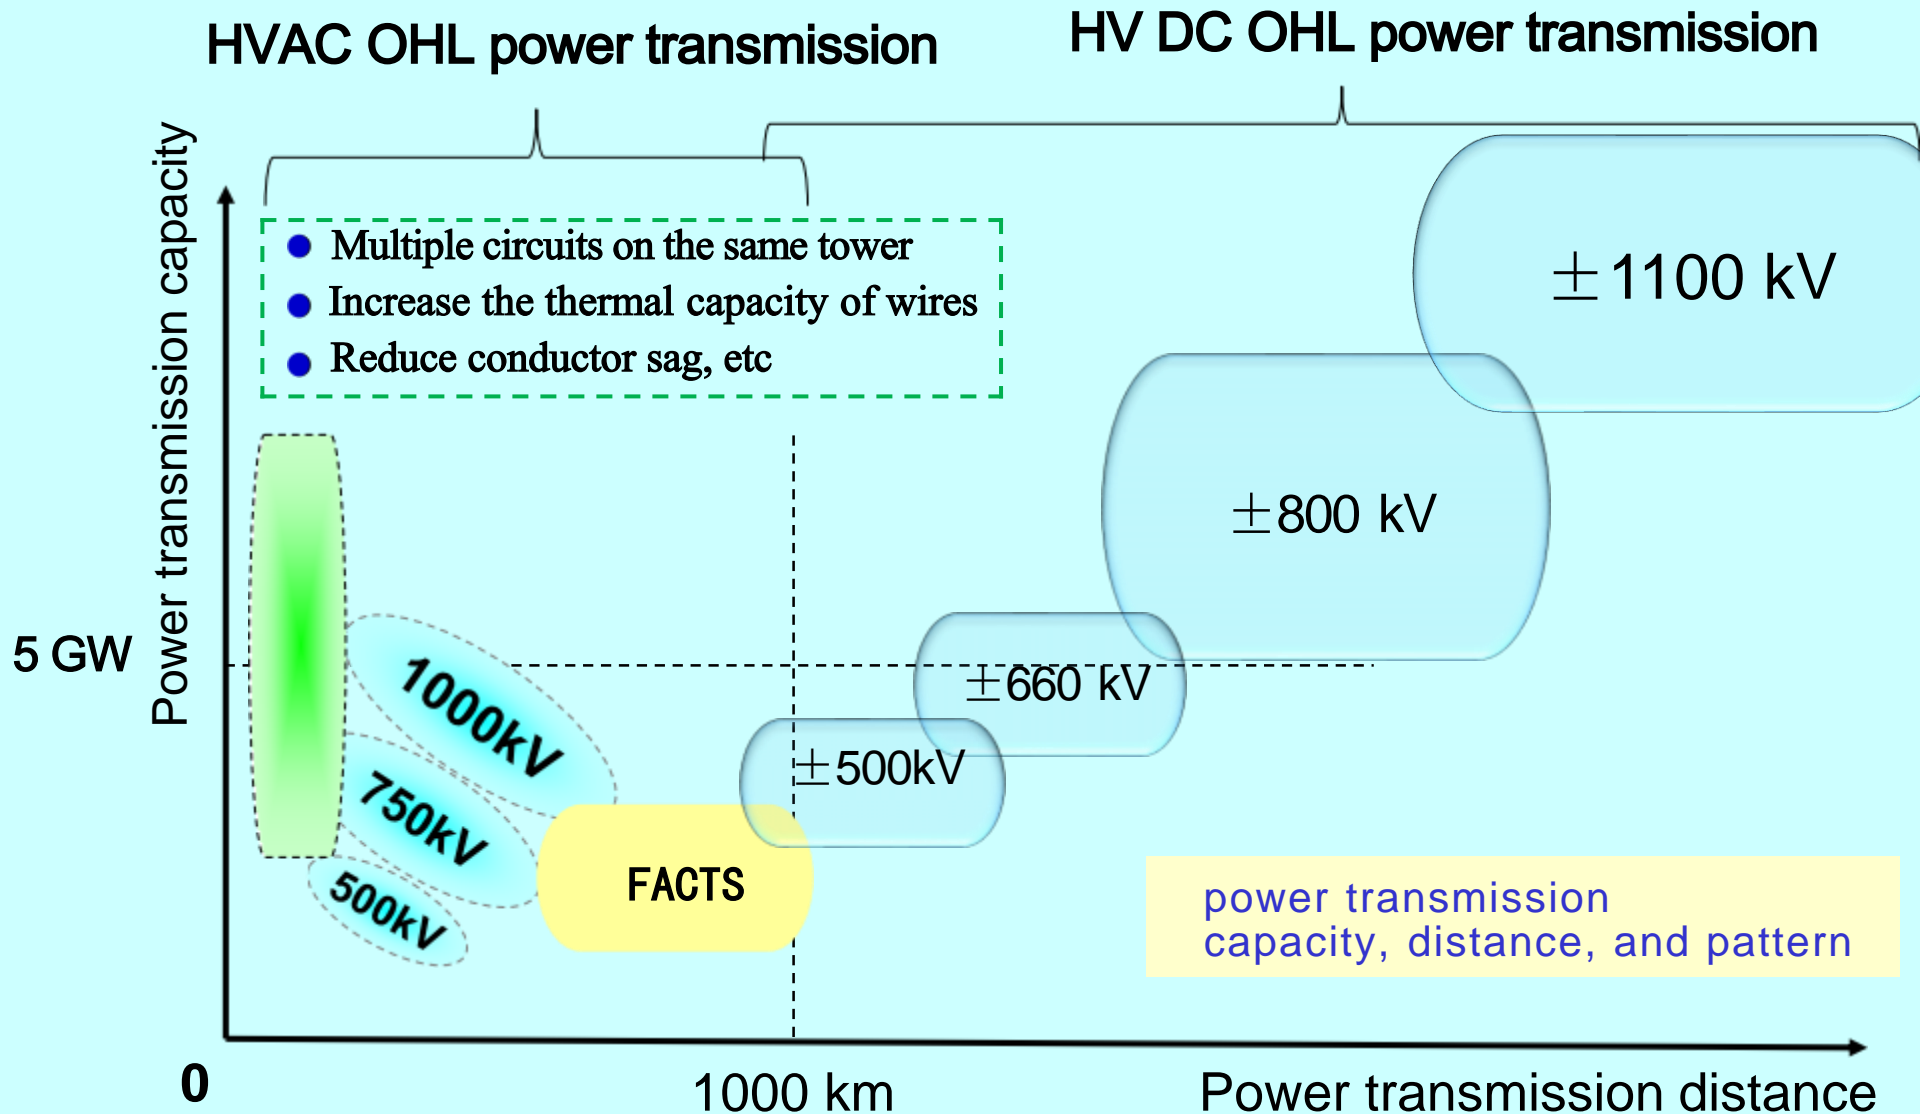 HVAC OHL power transmission
HV DC OHL power transmission
Power transmission capacity
● Multiple circuits on the same tower
● Increase the thermal capacity of wires
● Reduce conductor sag, etc
±1100 kV
±800 kV
5 GW
1000kV
±660 kV
750kV
±500kV
500kV
FACTS
power transmission
capacity, distance, and pattern
0
1000 km
Power transmission distance